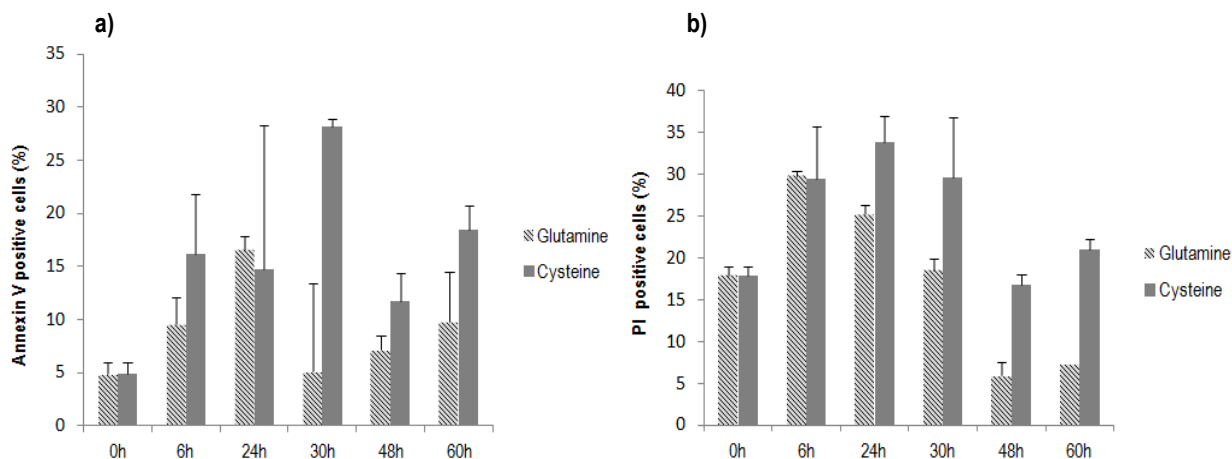 a)
Annexin V positive cells (%)
35
30
25
20
15
10
5
0
0h 6h 24h 30h 48h 60h
Glutamine
Cysteine
b)
PI positive cells (%)
40
35
30
25
20
15
10
5
0
0h 6h 24h 30h 48h 60h
Glutamine
Cysteine